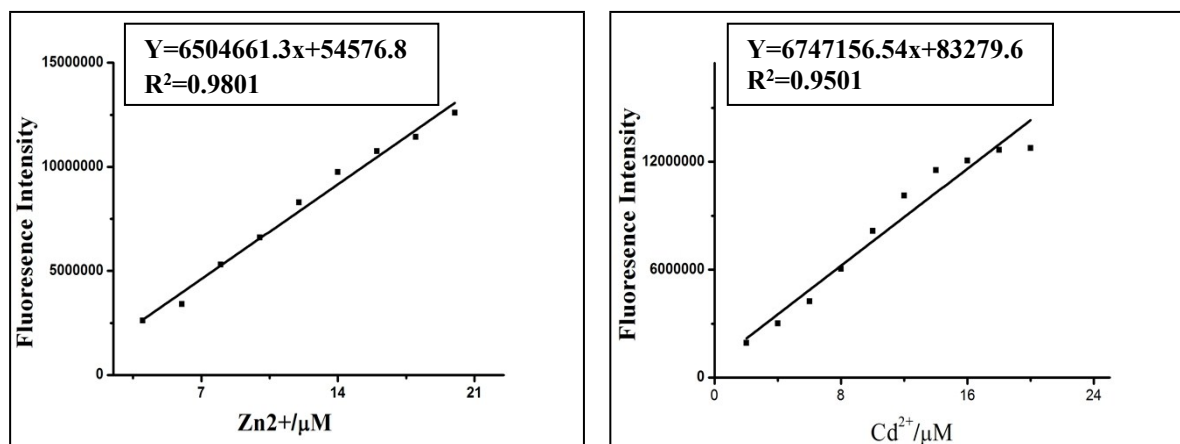 Y=6504661.3x+54576.8
R²=0.9801
15000000
10000000
5000000
0
Fluoresence Intensity
7
14
21
Zn2+/μM
Y=6747156.54x+83279.6
R²=0.9501
12000000
6000000
0
Fluoresence Intensity
0
8
16
24
Cd²⁺/μM